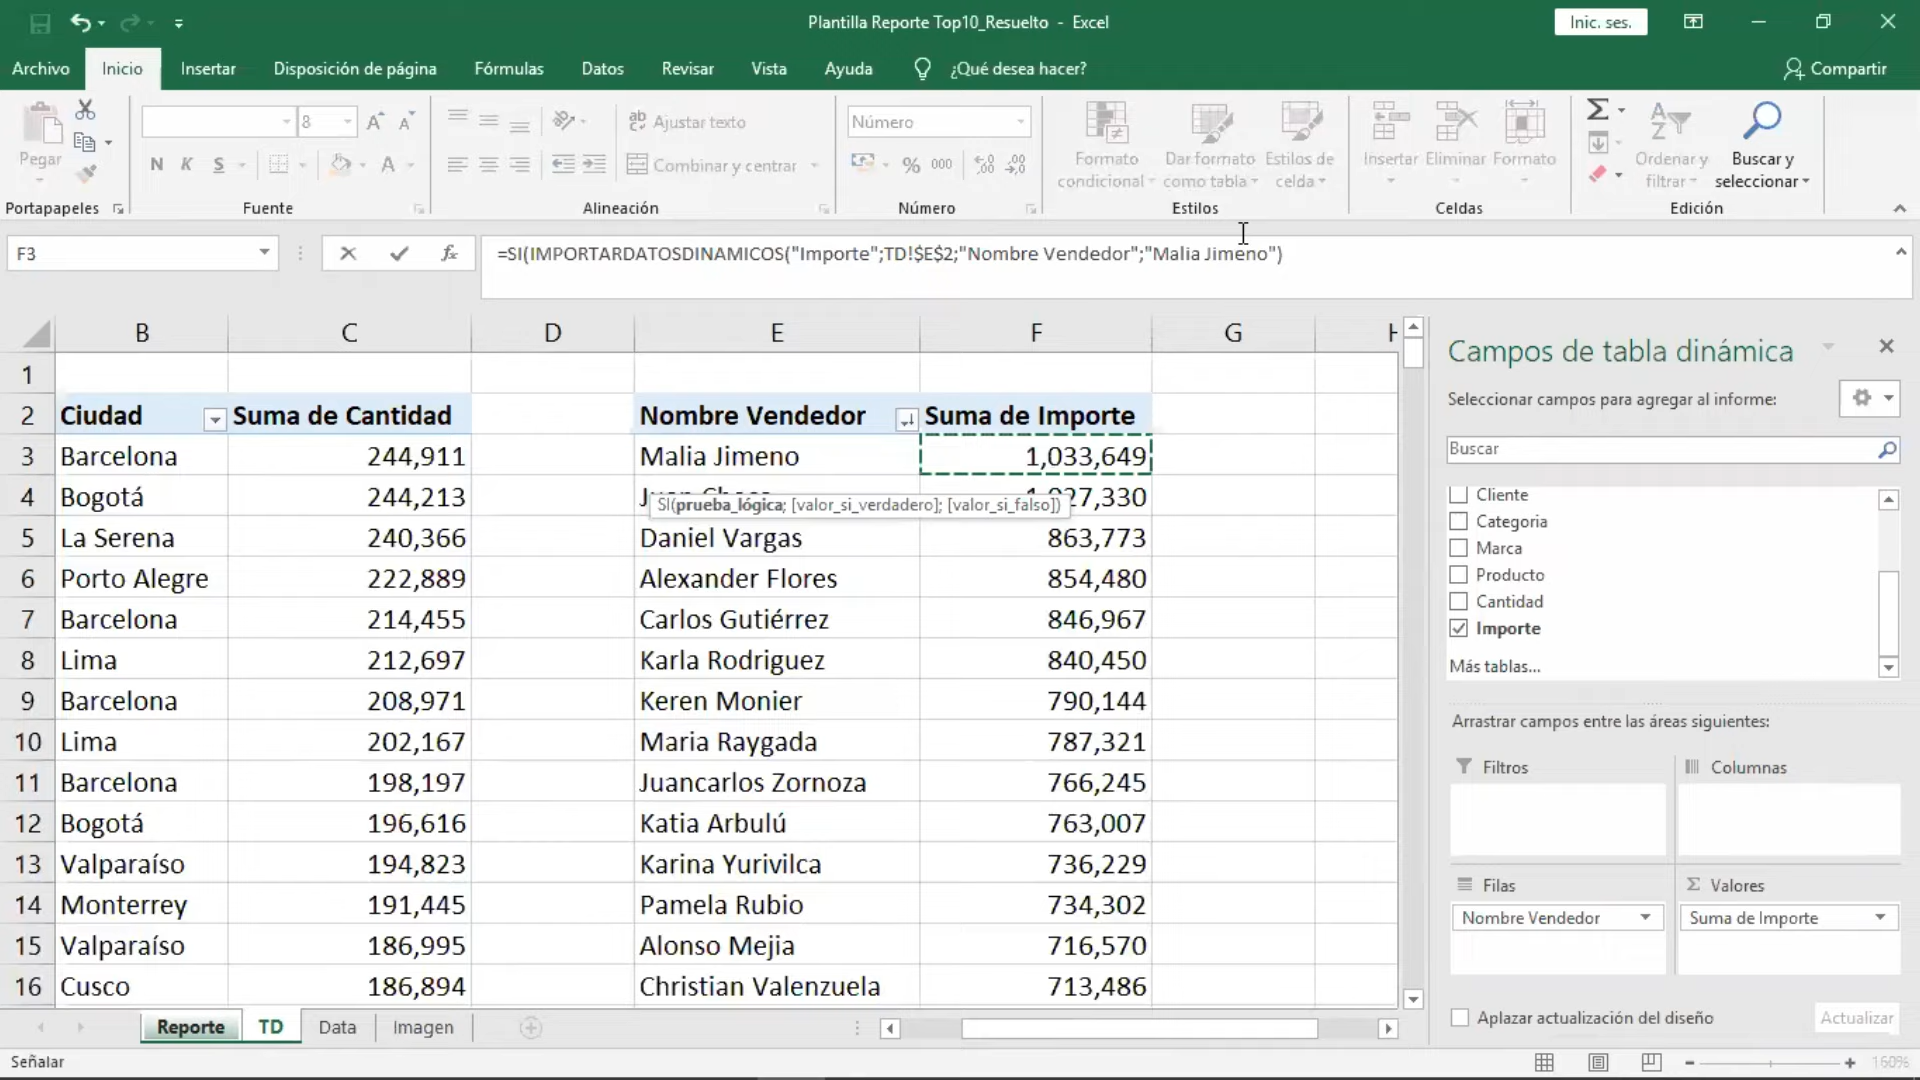 Plantilla Reporte Top10_Resuelto - Excel
Inic. ses.
Archivo Inicio Insertar Disposición de página Fórmulas Datos Revisar Vista Ayuda ¿Qué desea hacer? Compartir
Pegar
8
N K S A
Ajustar texto
Combinar y centrar
Número
% 000
Formato condicional
Dar formato como tabla
Estilos de celda
Insertar Eliminar Formato
Ordenar y filtrar
Buscar y seleccionar
Portapapeles Fuente Alineación Número Estilos Celdas Edición
F3 fx =SI(IMPORTARDATOSDINAMICOS("Importe";TD!$E$2;"Nombre Vendedor";"Malia Jimeno")
B C D E F G H
1
2 Ciudad Suma de Cantidad Nombre Vendedor Suma de Importe
3 Barcelona 244,911 Malia Jimeno 1,033,649
4 Bogotá 244,213
SI(prueba_lógica; [valor_si_verdadero]; [valor_si_falso])
5 La Serena 240,366 Daniel Vargas 863,773
6 Porto Alegre 222,889 Alexander Flores 854,480
7 Barcelona 214,455 Carlos Gutiérrez 846,967
8 Lima 212,697 Karla Rodriguez 840,450
9 Barcelona 208,971 Keren Monier 790,144
10 Lima 202,167 Maria Raygada 787,321
11 Barcelona 198,197 Juancarlos Zornoza 766,245
12 Bogotá 196,616 Katia Arbulú 763,007
13 Valparaíso 194,823 Karina Yurivilca 736,229
14 Monterrey 191,445 Pamela Rubio 734,302
15 Valparaíso 186,995 Alonso Mejia 716,570
16 Cusco 186,894 Christian Valenzuela 713,486
Campos de tabla dinámica
Seleccionar campos para agregar al informe:
Buscar
Cliente
Categoria
Marca
Producto
Cantidad
Importe
Más tablas...
Arrastrar campos entre las áreas siguientes:
Filtros Columnas
Filas Σ Valores
Nombre Vendedor Suma de Importe
Aplazar actualización del diseño Actualizar
Reporte TD Data Imagen
Señalar
160%